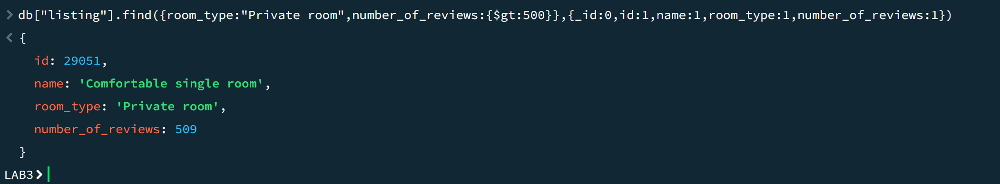 > db["listing"].find({room_type:"Private room",number_of_reviews:{$gt:500}},{_id:0,id:1,name:1,room_type:1,number_of_reviews:1})
< {
id: 29051,
name: 'Comfortable single room',
room_type: 'Private room',
number_of_reviews: 509
}
LAB3>